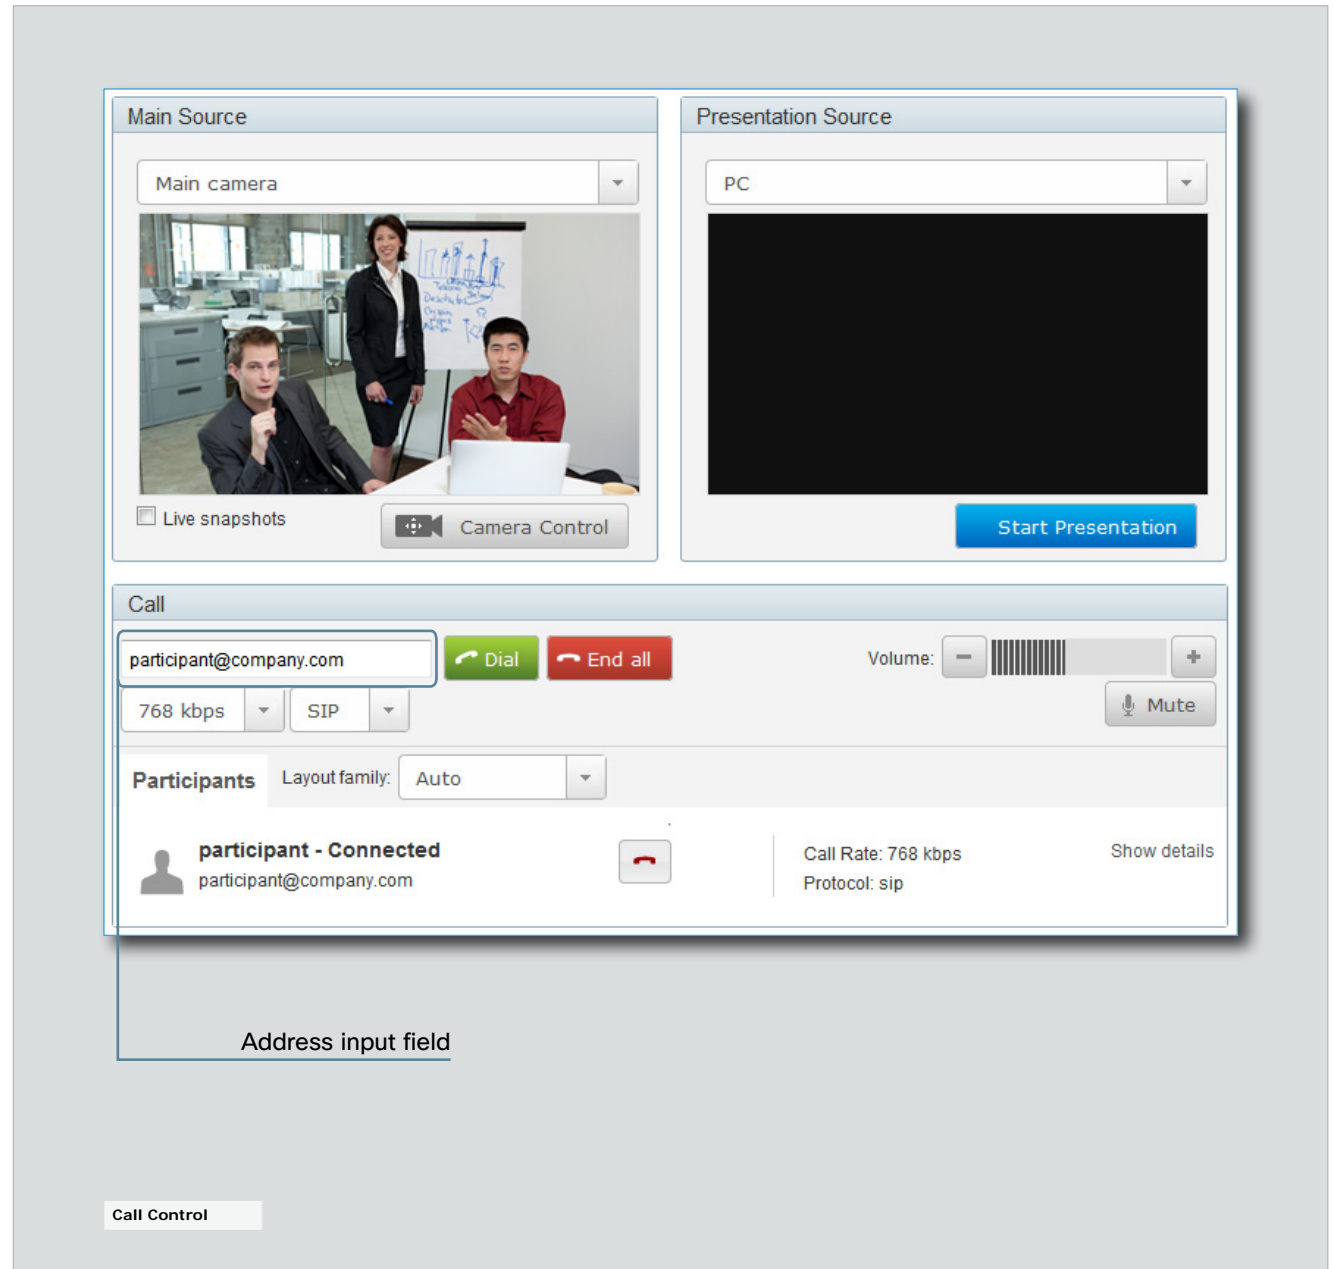 Main Source
Main camera
Live snapshots
Camera Control
Presentation Source
PC
Start Presentation
Call
participant@company.com
Dial
End all
Volume:
768 kbps
SIP
Mute
Participants
Layout family:
Auto
participant - Connected
participant@company.com
Call Rate: 768 kbps
Protocol: sip
Show details
Address input field
Call Control